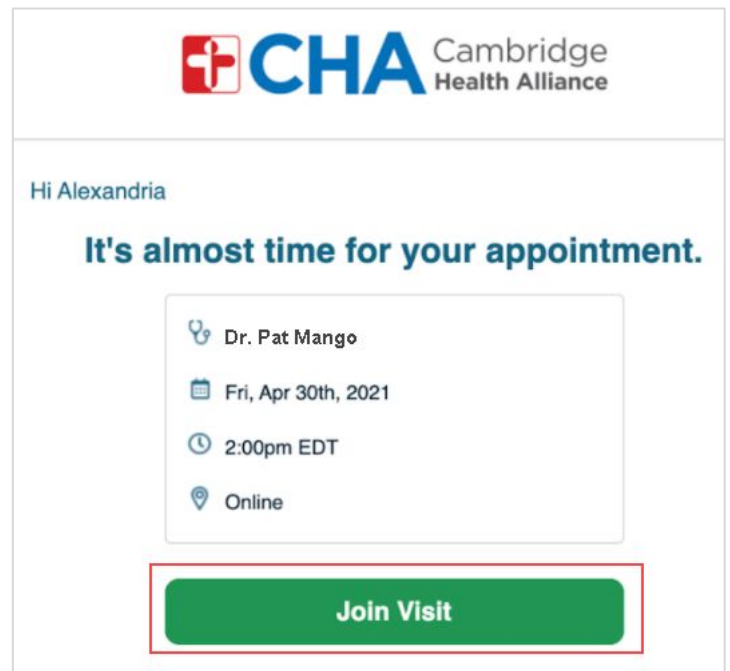 CHA Cambridge
Health Alliance
Hi Alexandria
It's almost time for your appointment.
Dr. Pat Mango
Fri, Apr 30th, 2021
2:00pm EDT
Online
Join Visit